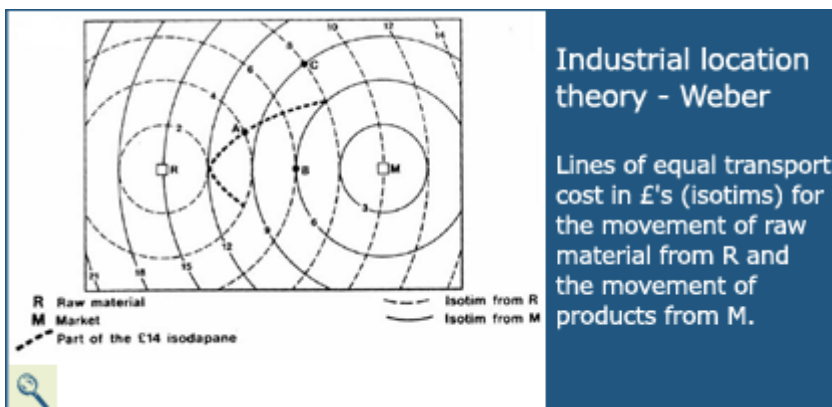 10
12
14
8
C
6
4
A
2
R
B
M
3
6
9
12
15
18
21
R Raw material
M Market
Part of the £14 isodapane
Isotim from R
Isotim from M
Industrial location
theory - Weber
Lines of equal transport
cost in £'s (isotims) for
the movement of raw
material from R and
the movement of
products from M.